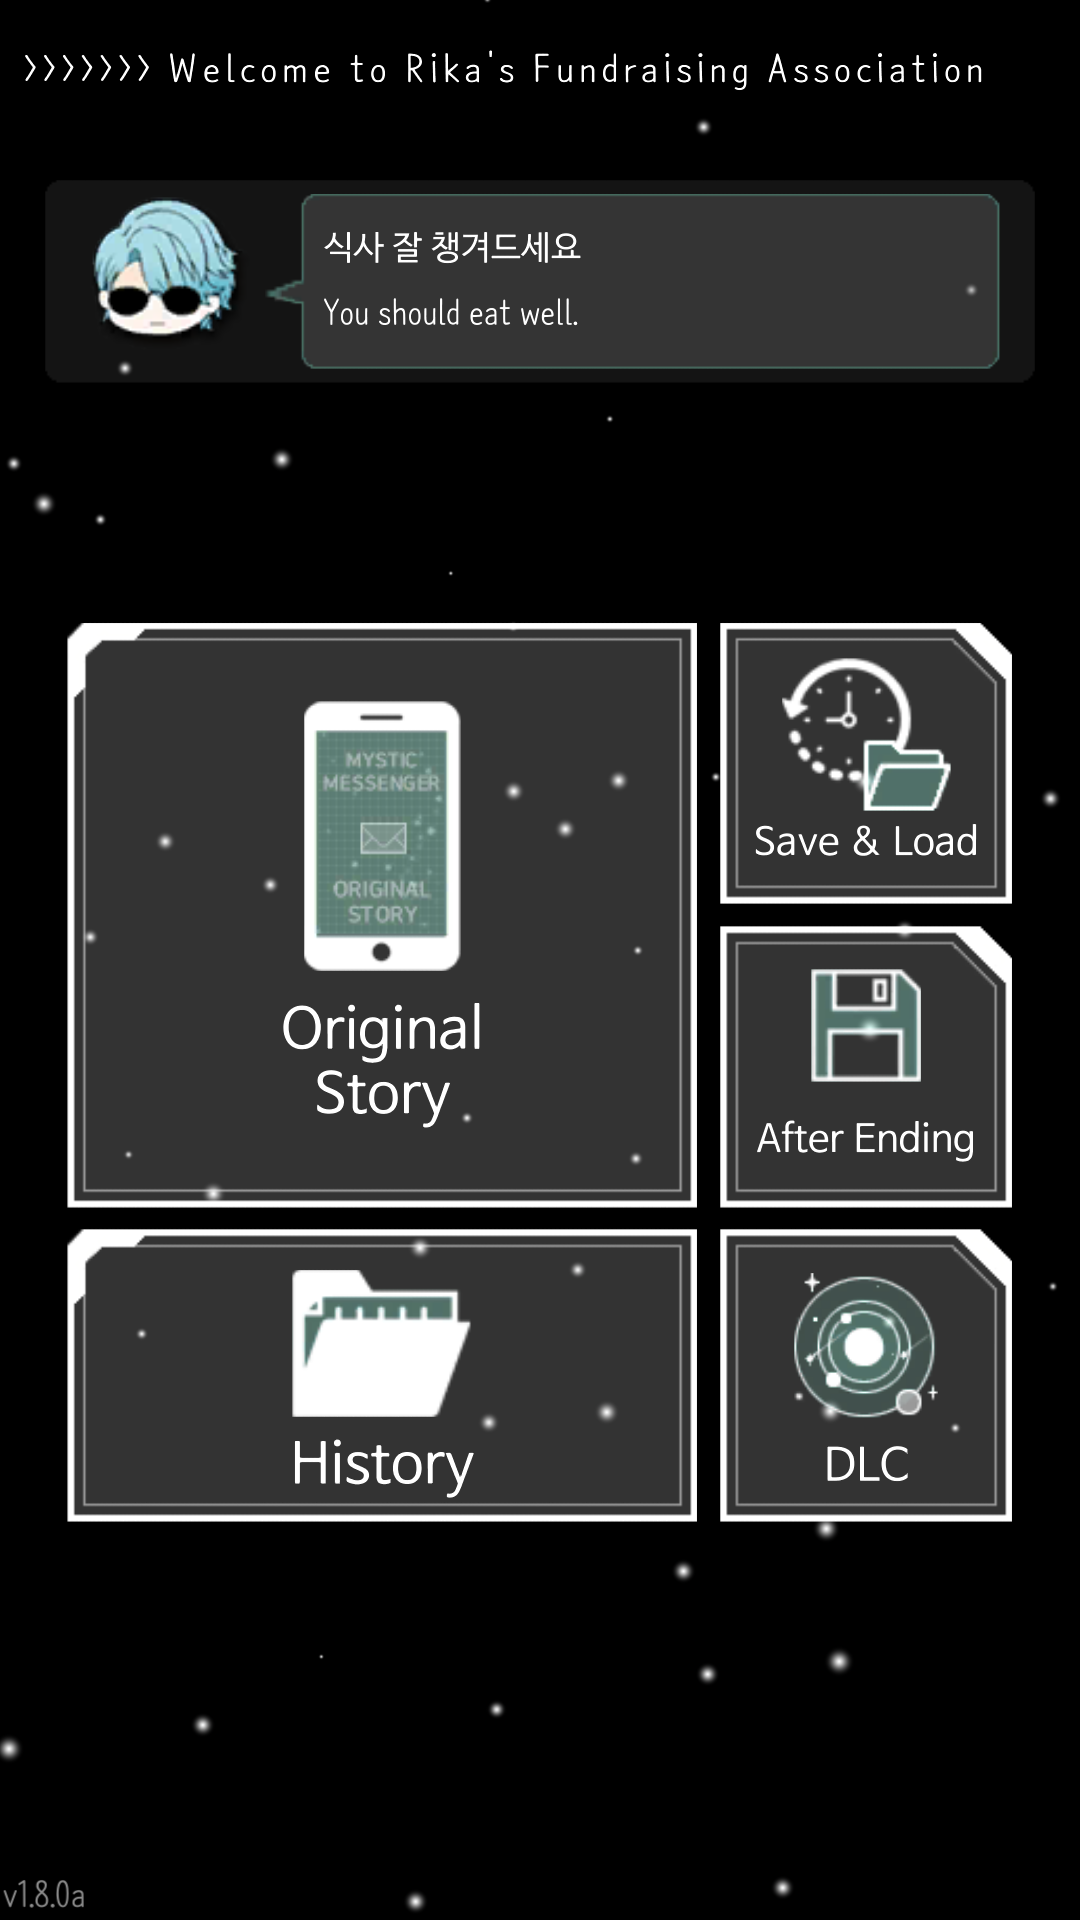 >>>>>>> Welcome to Rika's Fundraising Association
식사 잘 챙겨드세요
You should eat well.
MYSTIC
MESSENGER
ORIGINAL
STORY
Original
Story
Save & Load
After Ending
History
DLC
v1.8.0a